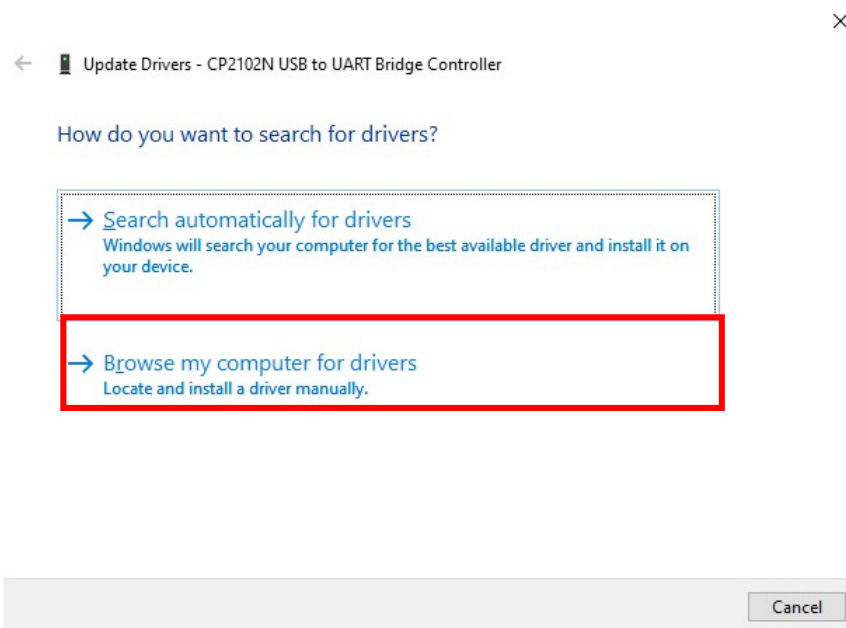 Update Drivers - CP2102N USB to UART Bridge Controller
How do you want to search for drivers?
Search automatically for drivers
Windows will search your computer for the best available driver and install it on
your device.
Browse my computer for drivers
Locate and install a driver manually.
Cancel